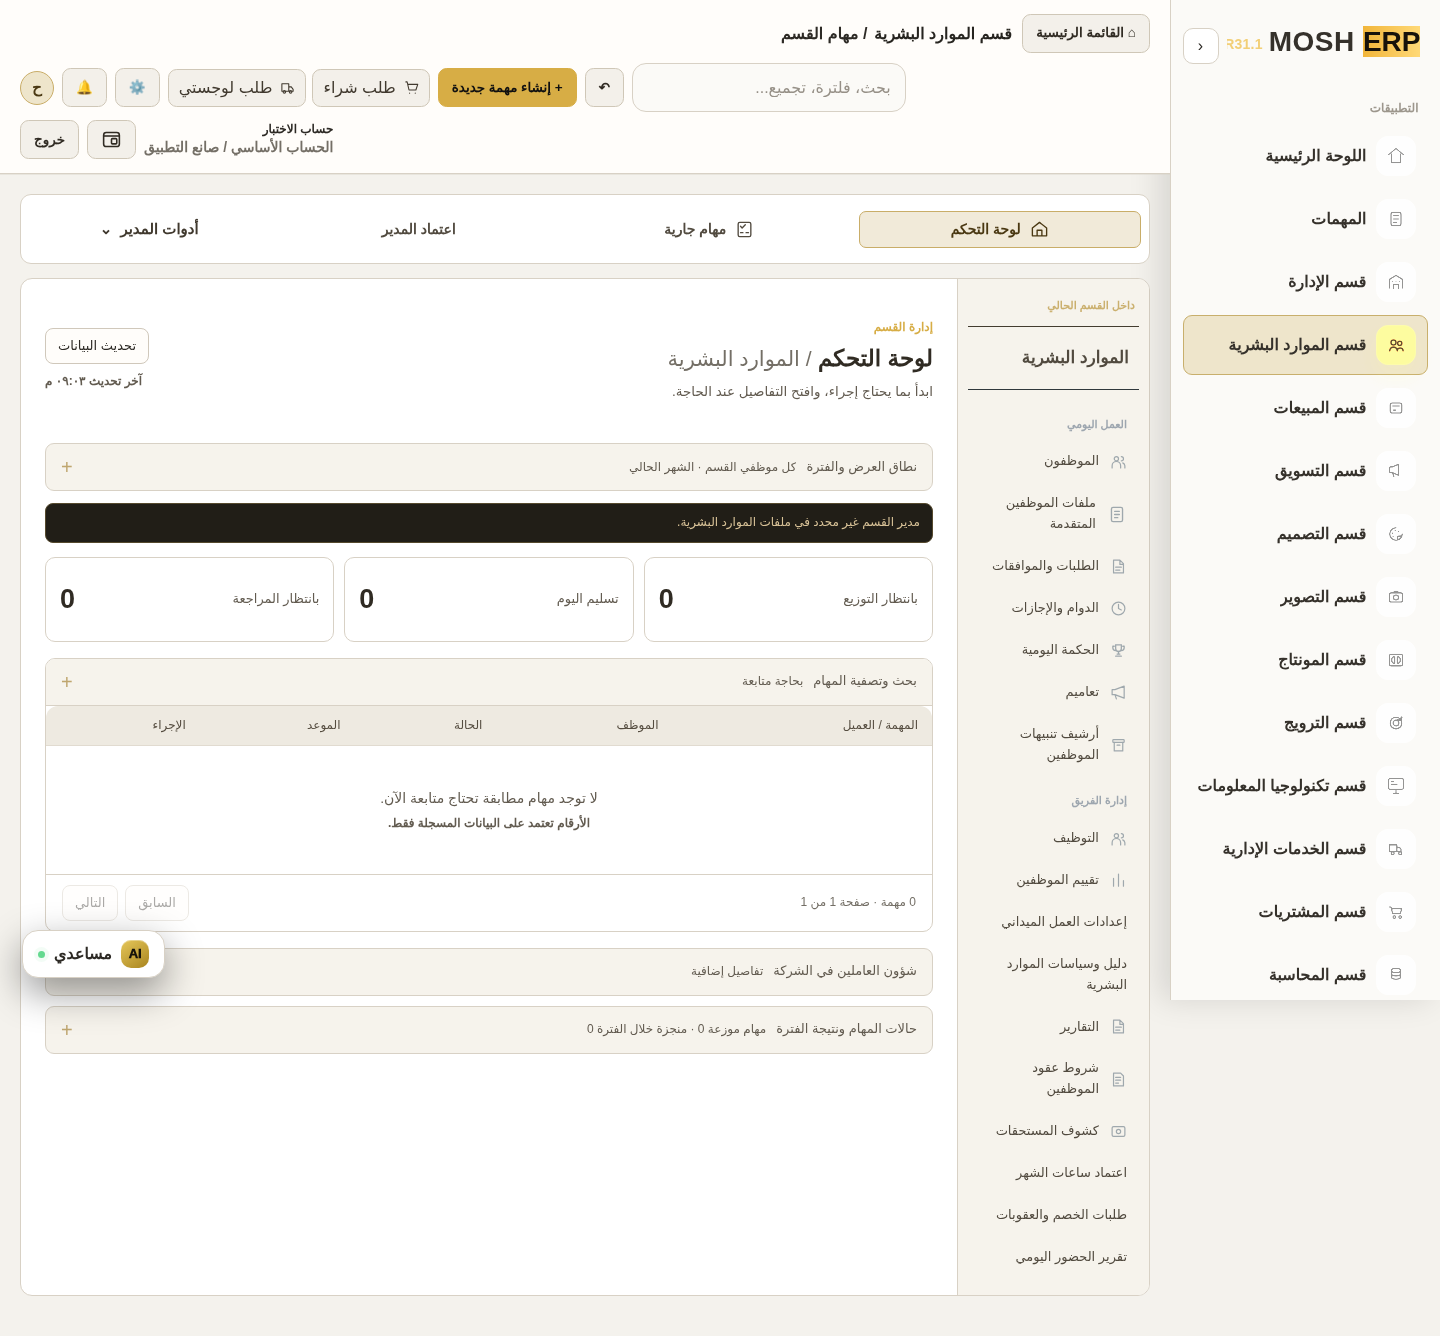 MOSH ERP R31.1
‹
التطبيقات
اللوحة الرئيسية
المهمات
قسم الإدارة
قسم الموارد البشرية
قسم المبيعات
قسم التسويق
قسم التصميم
قسم التصوير
قسم المونتاج
قسم الترويج
قسم تكنولوجيا المعلومات
قسم الخدمات الإدارية
قسم المشتريات
قسم المحاسبة
⌂ القائمة الرئيسية
قسم الموارد البشرية / مهام القسم
بحث، فلترة، تجميع...
↶
+ إنشاء مهمة جديدة
طلب شراء
طلب لوجستي
ح
حساب الاختبار
الحساب الأساسي / صانع التطبيق
خروج
لوحة التحكم
مهام جارية
اعتماد المدير
أدوات المدير
داخل القسم الحالي
الموارد البشرية
العمل اليومي
الموظفون
ملفات الموظفين
المتقدمة
الطلبات والموافقات
الدوام والإجازات
الحكمة اليومية
تعاميم
أرشيف تنبيهات
الموظفين
إدارة الفريق
التوظيف
تقييم الموظفين
إعدادات العمل الميداني
دليل وسياسات الموارد
البشرية
التقارير
شروط عقود
الموظفين
كشوف المستحقات
اعتماد ساعات الشهر
طلبات الخصم والعقوبات
تقرير الحضور اليومي
إدارة القسم
لوحة التحكم / الموارد البشرية
ابدأ بما يحتاج إجراء، وافتح التفاصيل عند الحاجة.
تحديث البيانات
آخر تحديث ٠٩:٠٣ م
نطاق العرض والفترة كل موظفي القسم · الشهر الحالي +
مدير القسم غير محدد في ملفات الموارد البشرية.
بانتظار التوزيع 0
تسليم اليوم 0
بانتظار المراجعة 0
بحث وتصفية المهام بحاجة متابعة +
المهمة / العميل الموظف الحالة الموعد الإجراء
لا توجد مهام مطابقة تحتاج متابعة الآن.
الأرقام تعتمد على البيانات المسجلة فقط.
0 مهمة · صفحة 1 من 1
السابق التالي
شؤون العاملين في الشركة تفاصيل إضافية
حالات المهام ونتيجة الفترة مهام موزعة 0 · منجزة خلال الفترة 0 +
AI مساعدي